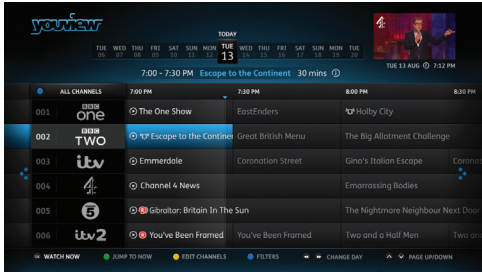 youview
TODAY
TUE WED THU FRI SAT SUN MON TUE WED THU FRI SAT SUN MON TUE
06 07 08 09 10 11 12 13 14 15 16 17 18 19 20
4
TUE 13 AUG 7:12 PM
7:00 - 7:30 PM Escape to the Continent 30 mins
ALL CHANNELS 7:00 PM 7:30 PM 8:00 PM 8:30 PM
001 BBC one The One Show EastEnders Holby City
002 BBC TWO Escape to the Contine Great British Menu The Big Allotment Challenge
003 itv Emmerdale Coronation Street Gino's Italian Escape Corona
004 4 Channel 4 News Emarrossing Bodies
005 5 R Gibraltar: Britain In The Sun The Nightmare Neighbour Next Door
006 itv2 R You've Been Framed You've Been Framed Two and a Half Men Two an
OK WATCH NOW JUMP TO NOW EDIT CHANNELS FILTERS CHANGE DAY PAGE UP/DOWN